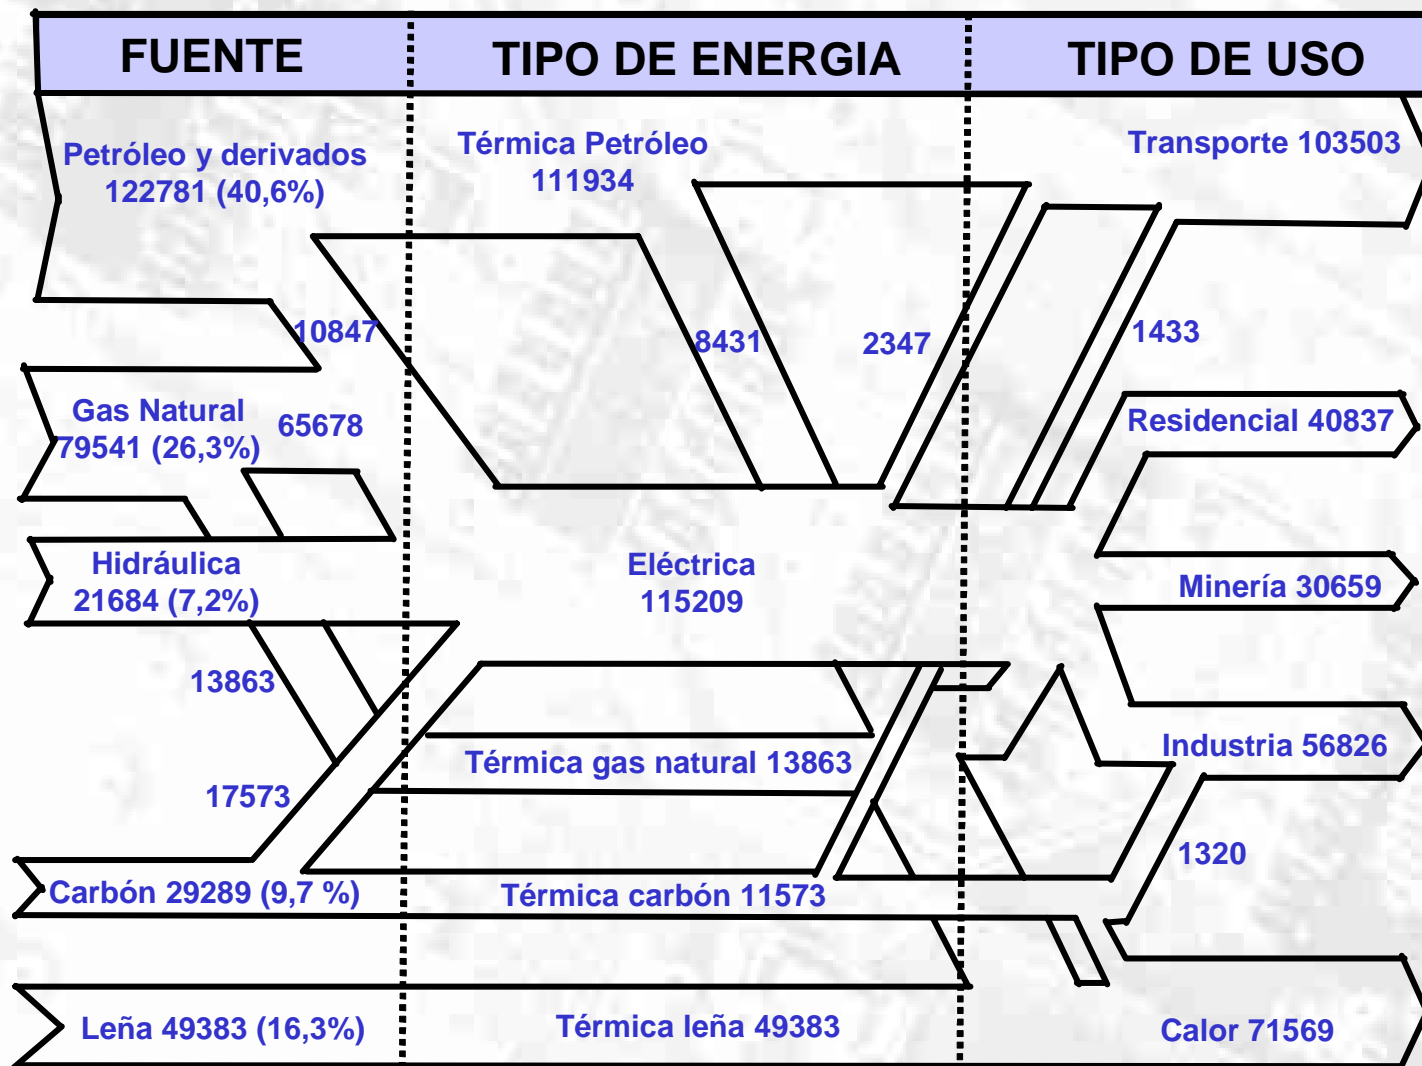 FUENTE
TIPO DE ENERGIA
TIPO DE USO
Petróleo y derivados
122781 (40,6%)
Térmica Petróleo
111934
Transporte 103503
10847
8431
2347
1433
Gas Natural
79541 (26,3%)
65678
Residencial 40837
Hidráulica
21684 (7,2%)
Eléctrica
115209
Minería 30659
13863
Térmica gas natural 13863
Industria 56826
17573
1320
Carbón 29289 (9,7 %)
Térmica carbón 11573
Leña 49383 (16,3%)
Térmica leña 49383
Calor 71569